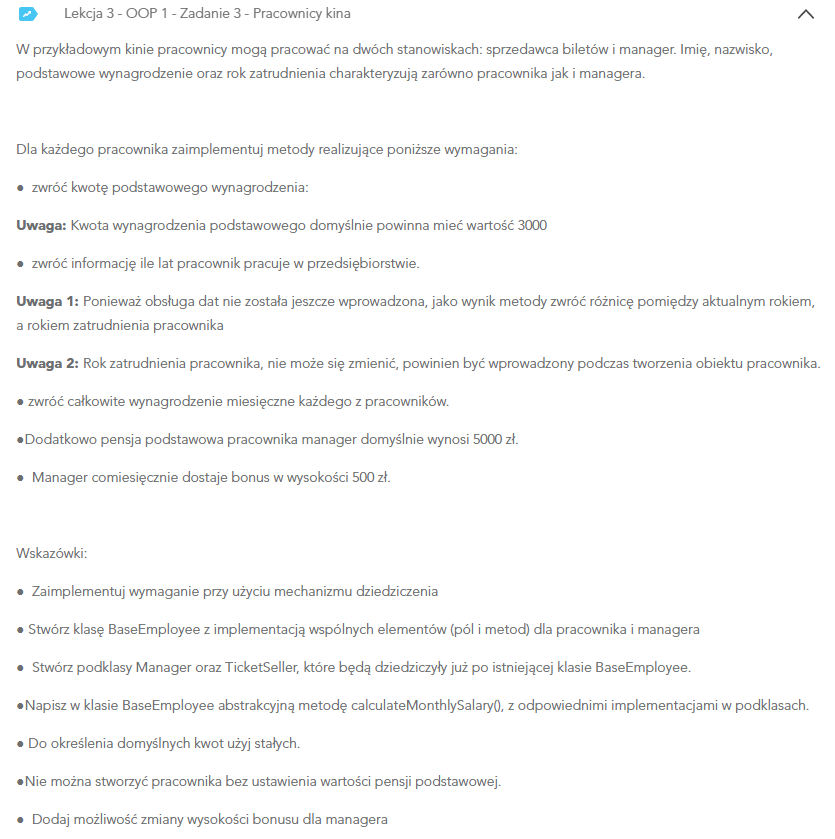 Lekcja 3 - OOP 1 - Zadanie 3 - Pracownicy kina
W przykładowym kinie pracownicy mogą pracować na dwóch stanowiskach: sprzedawca biletów i manager. Imię, nazwisko,
podstawowe wynagrodzenie oraz rok zatrudnienia charakteryzują zarówno pracownika jak i managera.
Dla każdego pracownika zaimplementuj metody realizujące poniższe wymagania:
● zwróć kwotę podstawowego wynagrodzenia:
Uwaga: Kwota wynagrodzenia podstawowego domyślnie powinna mieć wartość 3000
● zwróć informację ile lat pracownik pracuje w przedsiębiorstwie.
Uwaga 1: Ponieważ obsługa dat nie została jeszcze wprowadzona, jako wynik metody zwróć różnicę pomiędzy aktualnym rokiem,
a rokiem zatrudnienia pracownika
Uwaga 2: Rok zatrudnienia pracownika, nie może się zmienić, powinien być wprowadzony podczas tworzenia obiektu pracownika.
● zwróć całkowite wynagrodzenie miesięczne każdego z pracowników.
●Dodatkowo pensja podstawowa pracownika manager domyślnie wynosi 5000 zł.
● Manager comiesięcznie dostaje bonus w wysokości 500 zł.
Wskazówki:
● Zaimplementuj wymaganie przy użyciu mechanizmu dziedziczenia
● Stwórz klasę BaseEmployee z implementacją wspólnych elementów (pól i metod) dla pracownika i managera
● Stwórz podklasy Manager oraz TicketSeller, które będą dziedziczyły już po istniejącej klasie BaseEmployee.
●Napisz w klasie BaseEmployee abstrakcyjną metodę calculateMonthlySalary(), z odpowiednimi implementacjami w podklasach.
● Do określenia domyślnych kwot użyj stałych.
●Nie można stworzyć pracownika bez ustawienia wartości pensji podstawowej.
● Dodaj możliwość zmiany wysokości bonusu dla managera